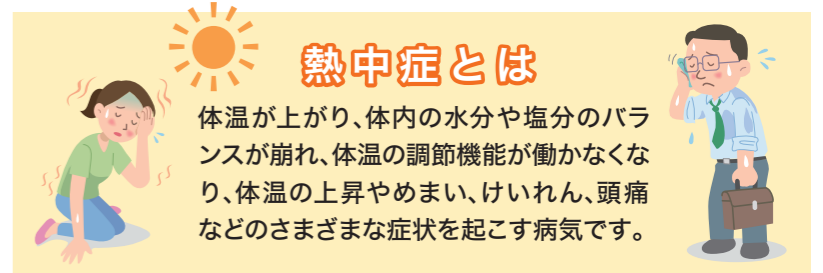 熱中症とは
体温が上がり、体内の水分や塩分のバラ
ンスが崩れ、体温の調節機能が働かなくな
り、体温の上昇やめまい、けいれん、頭痛
などのさまざまな症状を起こす病気です。